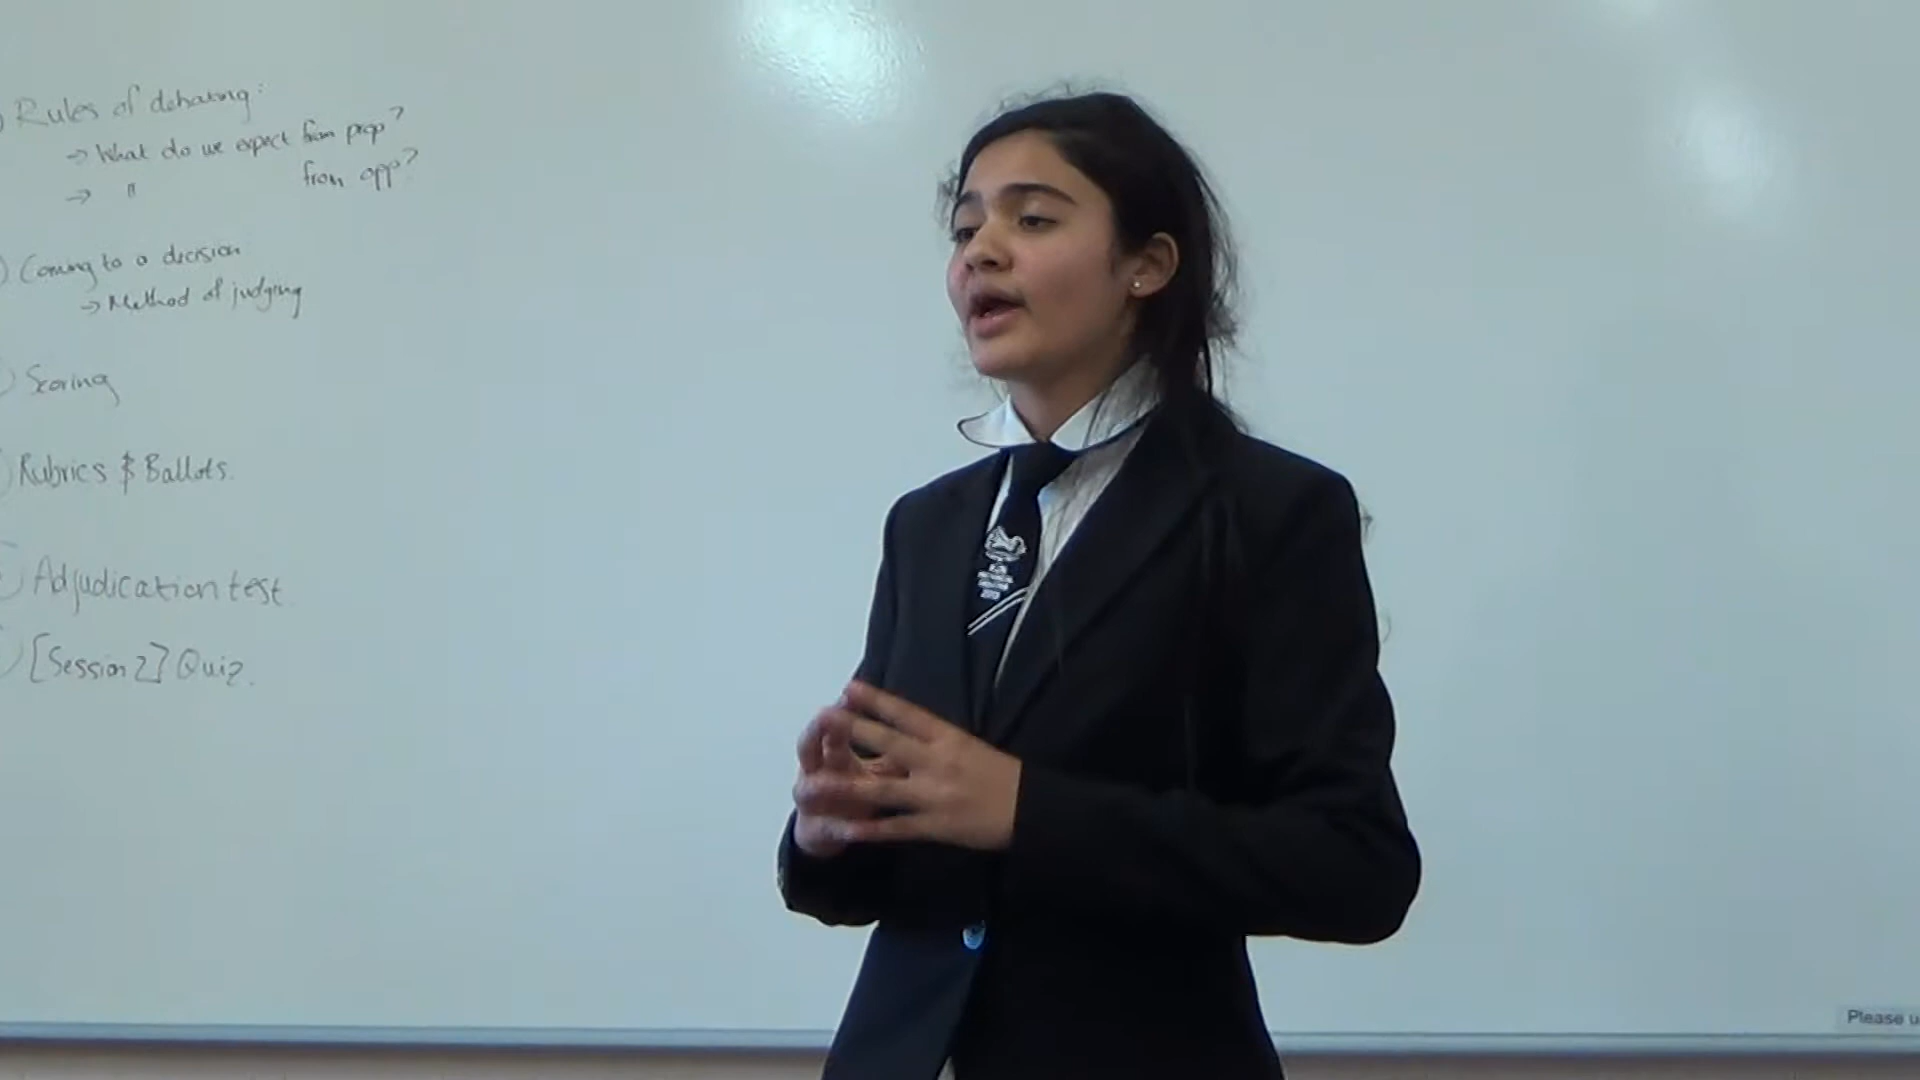 Rules of debating:
→ What do we expect from prop?
→ " from opp?
Coming to a decision
→ Method of judging
Scoring
Rubrics & Ballots.
Adjudication test
[Session 2] Quiz.
2013
Please u